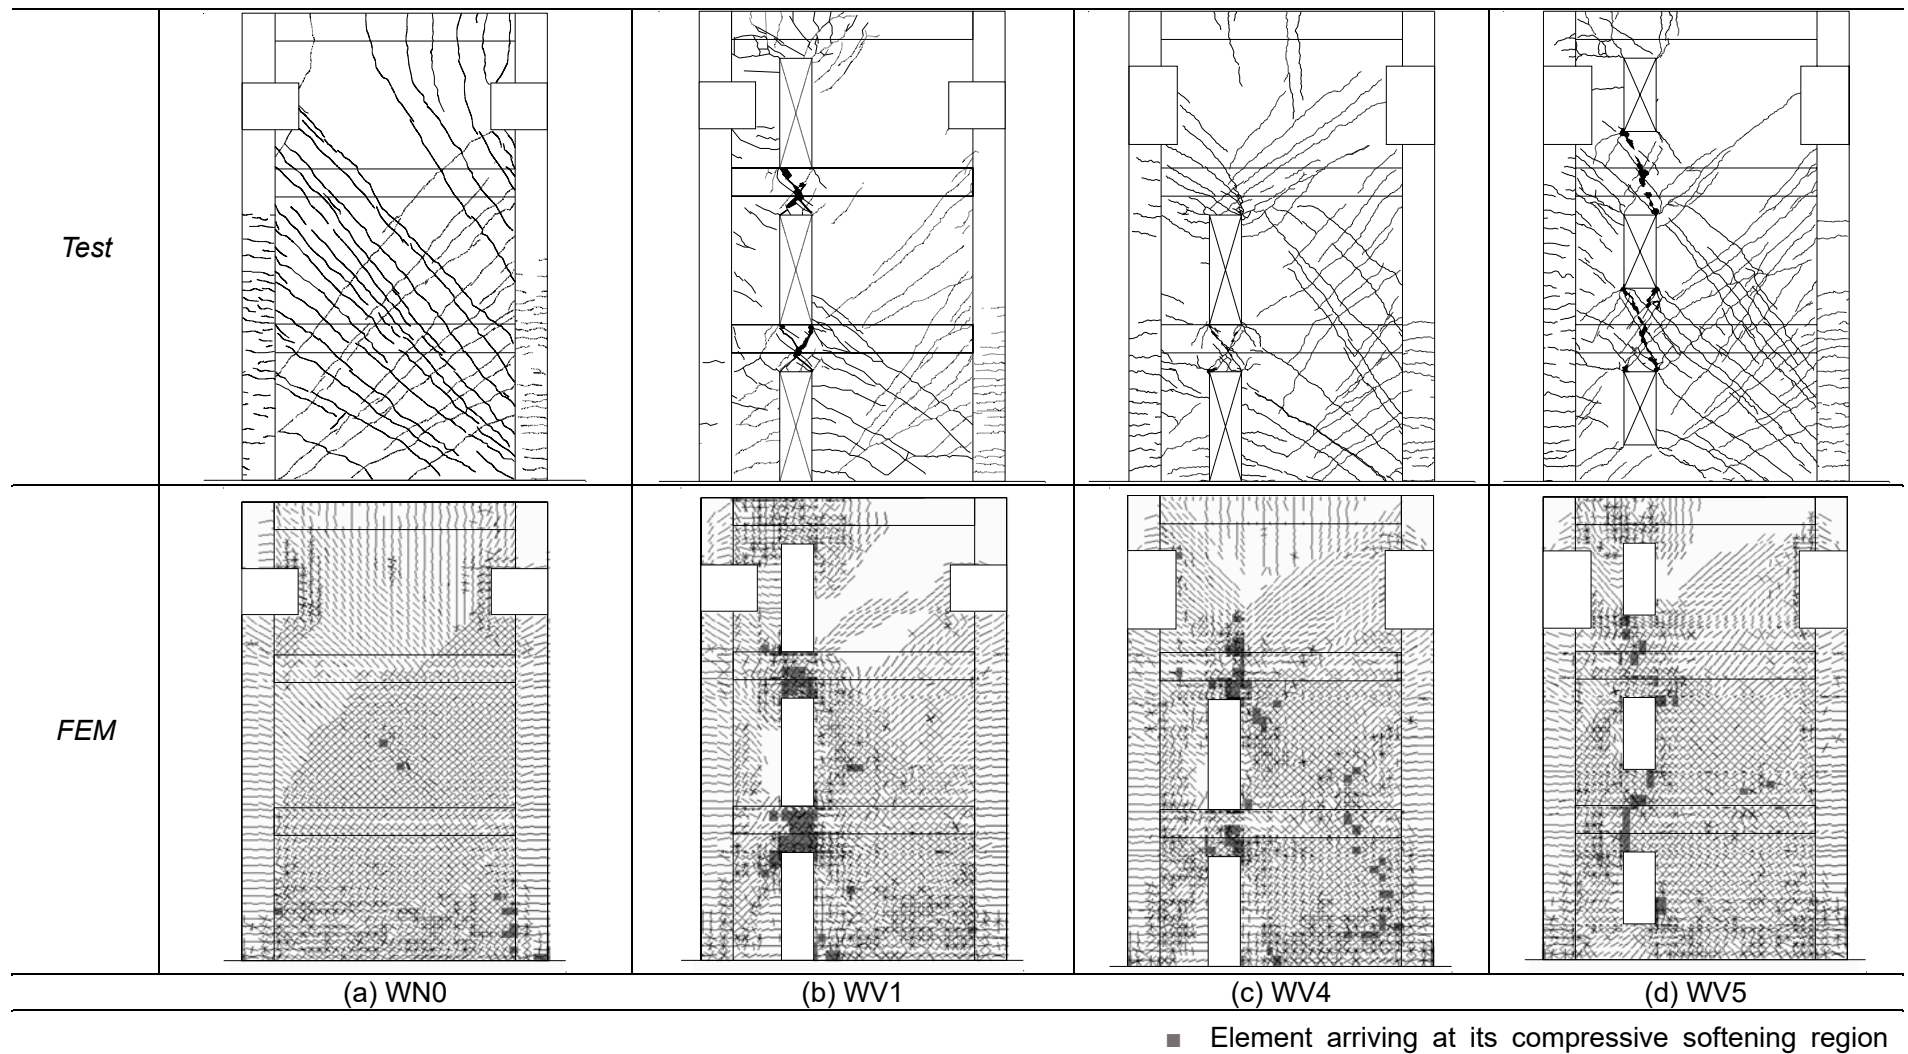 Test
FEM
(a) WN0
(b) WV1
(c) WV4
(d) WV5
Element arriving at its compressive softening region